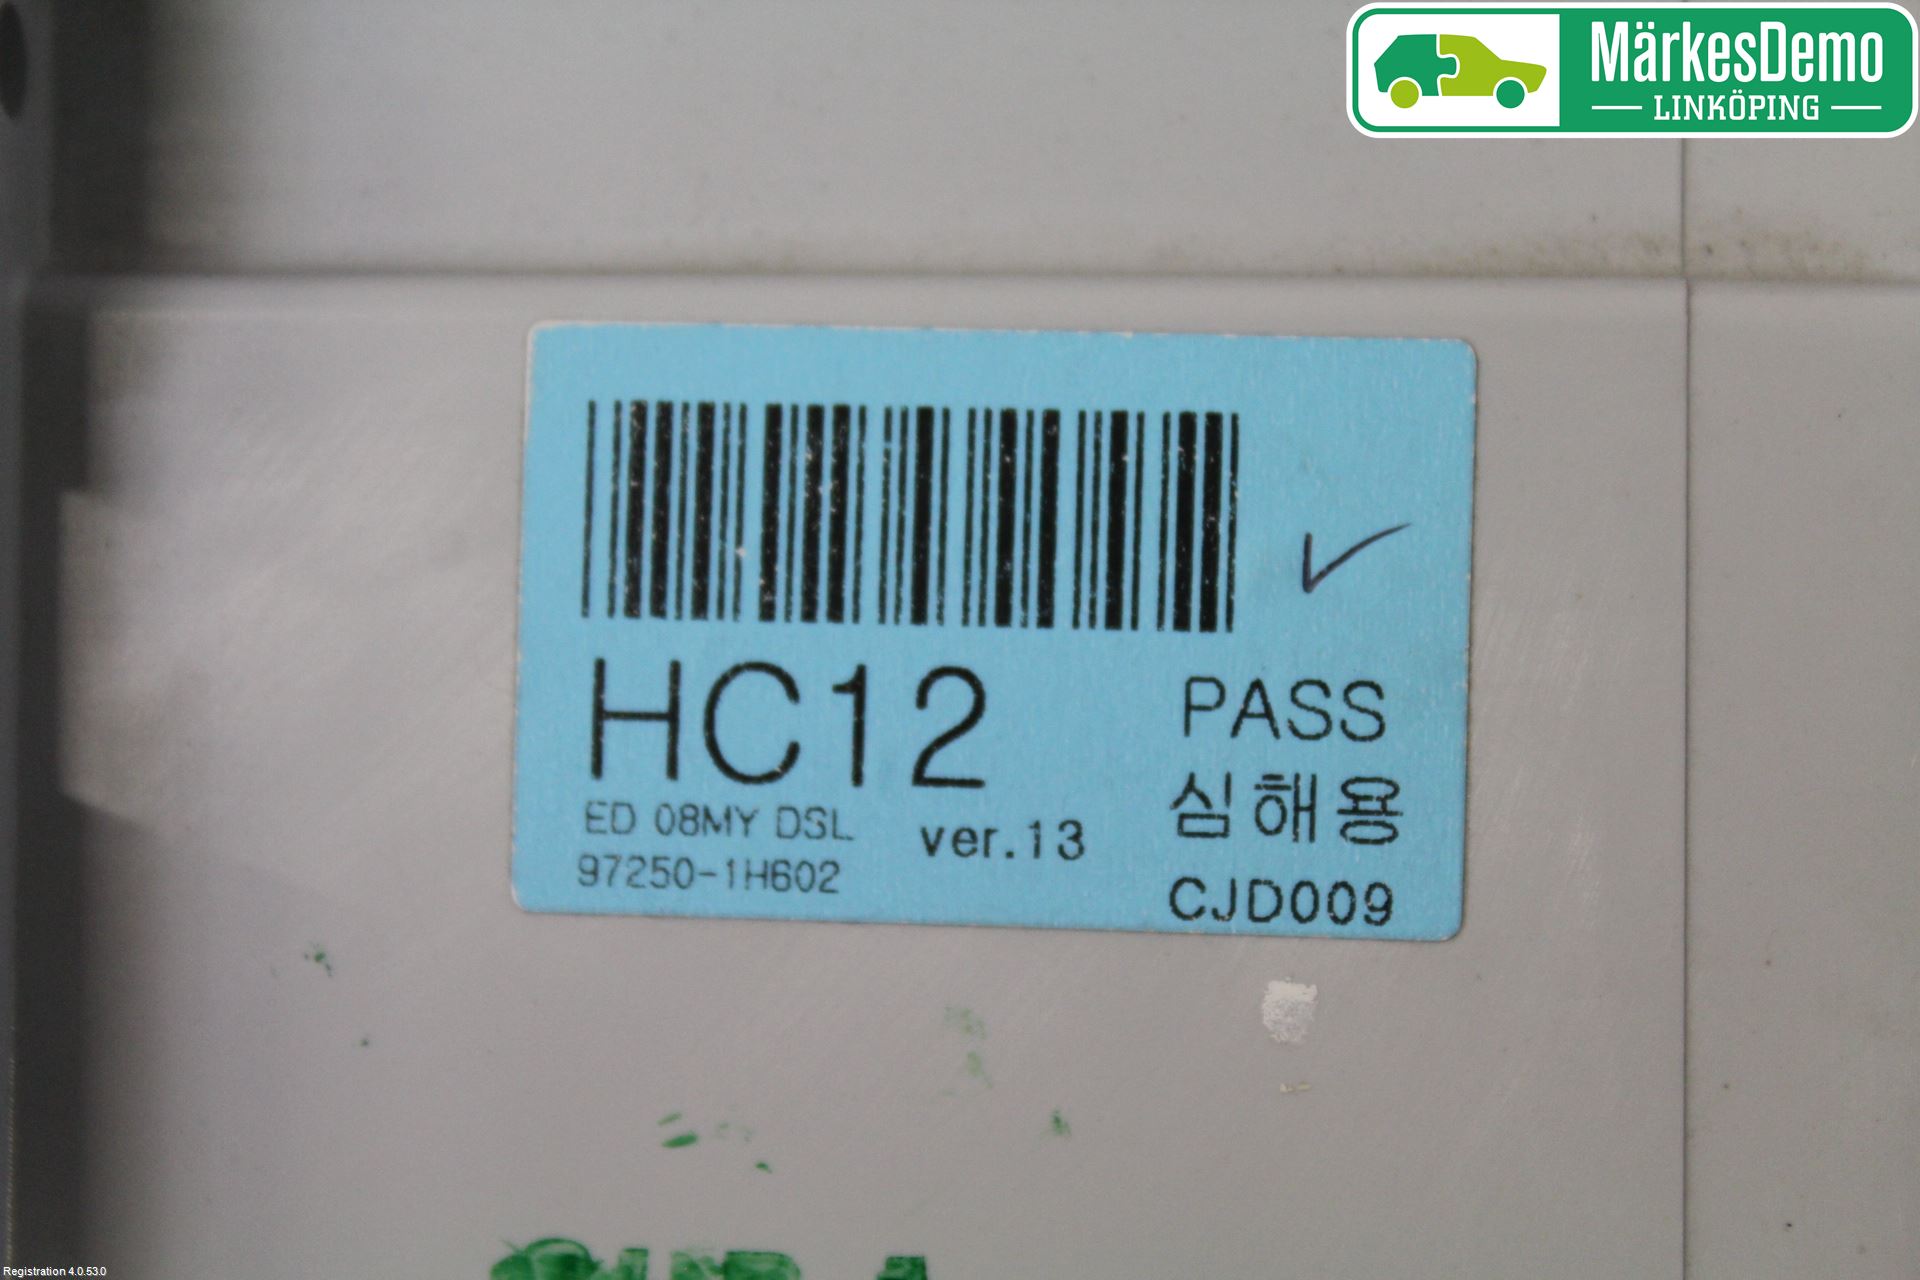 MärkesDemo
LINKÖPING
HC12
ED 08MY DSL
97250-1H602
ver.13
PASS
심해용
CJD009
Registration 4.0.53.0